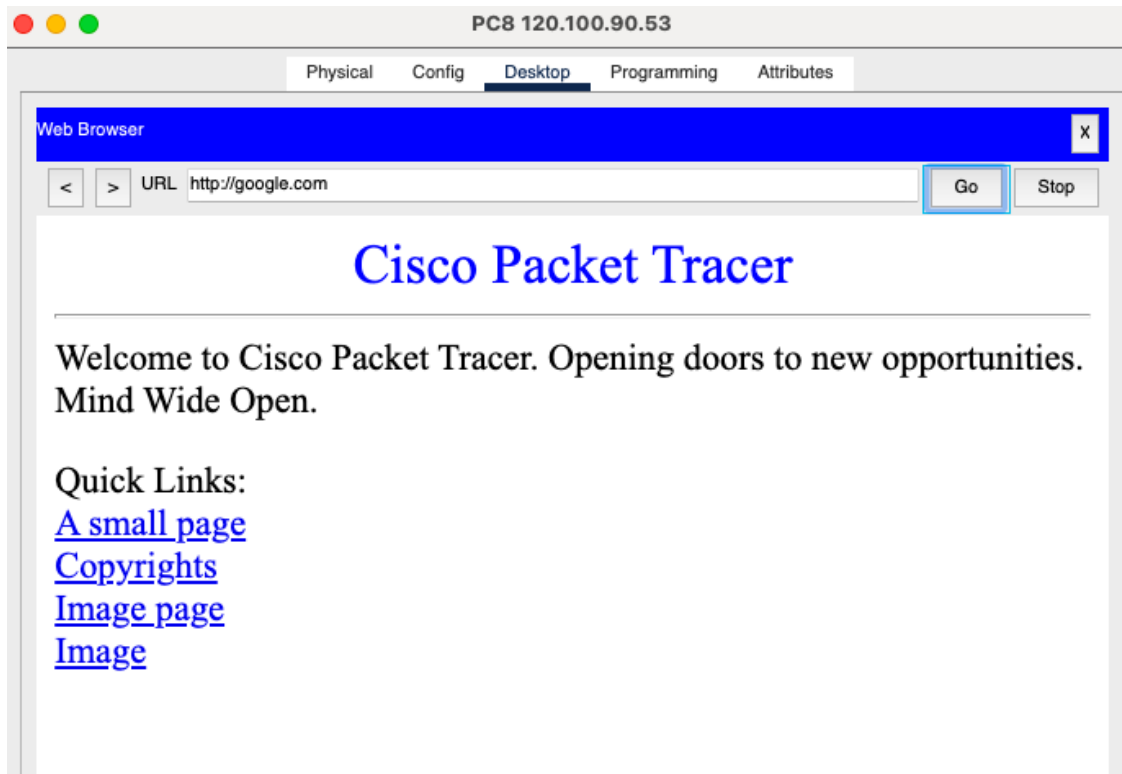 PC8 120.100.90.53
Physical Config Desktop Programming Attributes
Web Browser X
< > URL http://google.com Go Stop
Cisco Packet Tracer
Welcome to Cisco Packet Tracer. Opening doors to new opportunities.
Mind Wide Open.
Quick Links:
A small page
Copyrights
Image page
Image